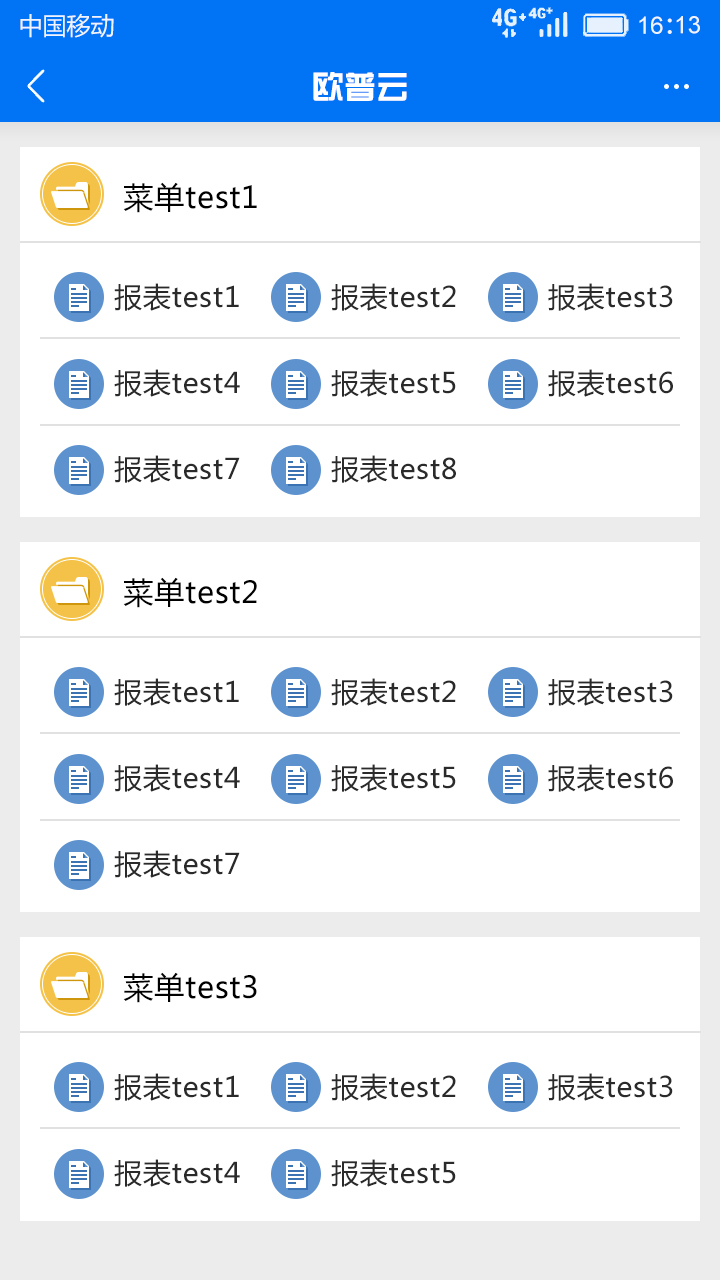 中国移动 4G+ 4G+ 16:13
欧普云
菜单test1
报表test1 报表test2 报表test3
报表test4 报表test5 报表test6
报表test7 报表test8
菜单test2
报表test1 报表test2 报表test3
报表test4 报表test5 报表test6
报表test7
菜单test3
报表test1 报表test2 报表test3
报表test4 报表test5